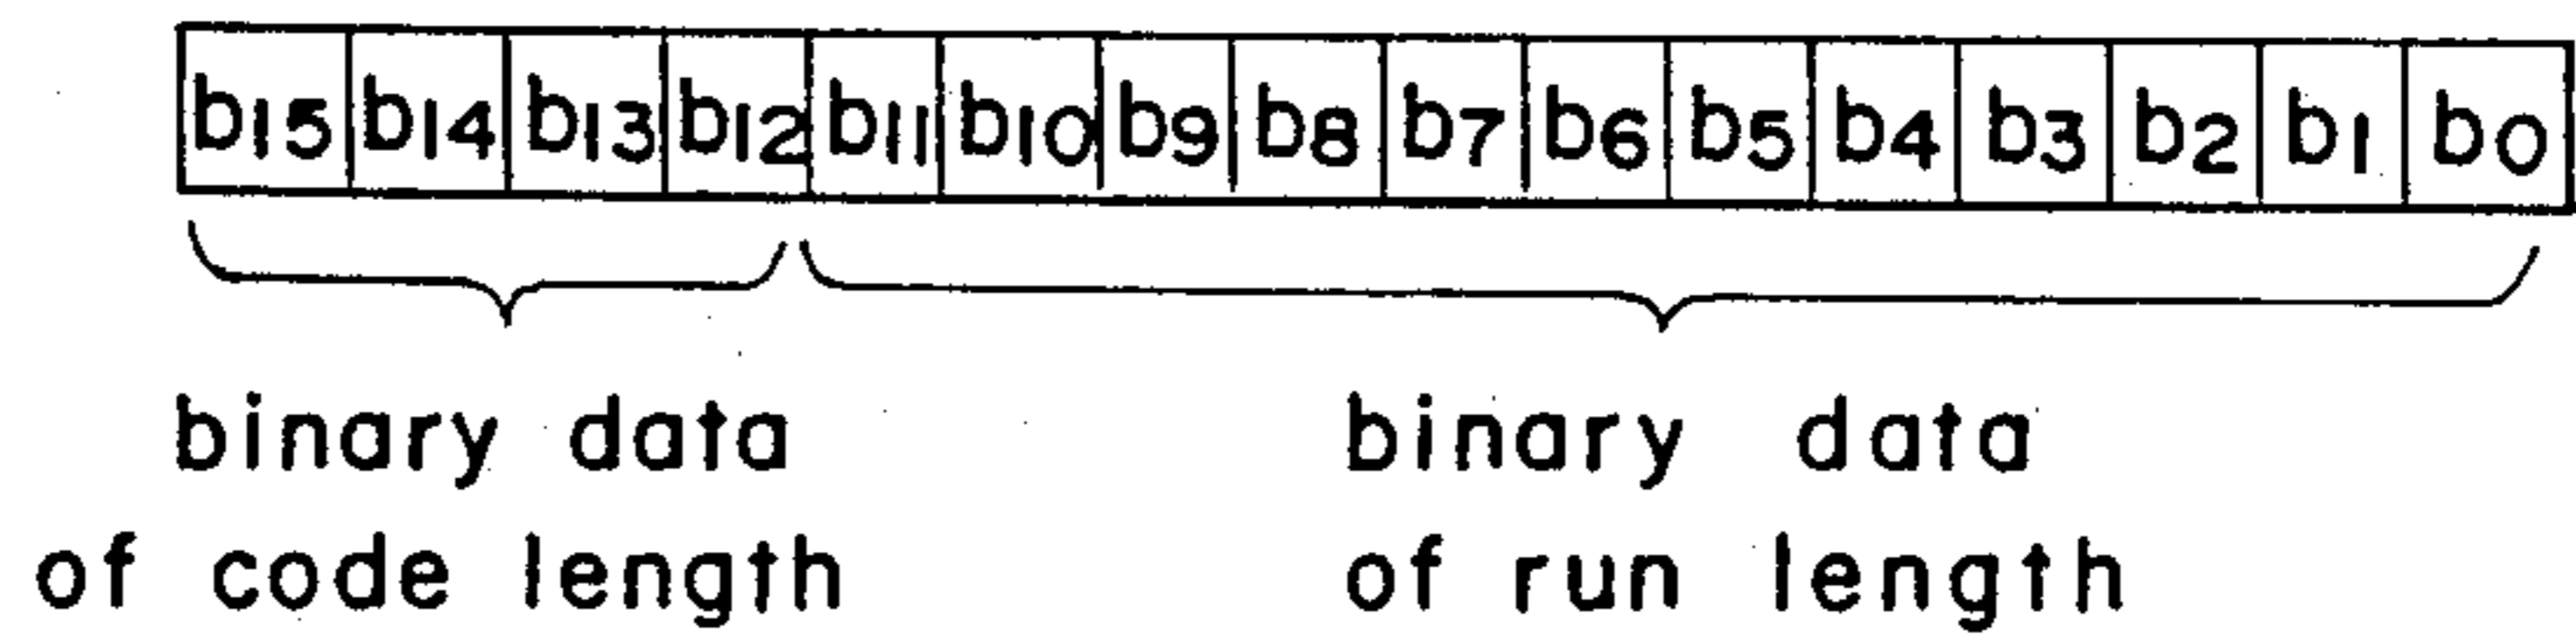 b15 b14 b13 b12 b11 b10 b9 b8 b7 b6 b5 b4 b3 b2 b1 b0
binary data binary data
of code length of run length